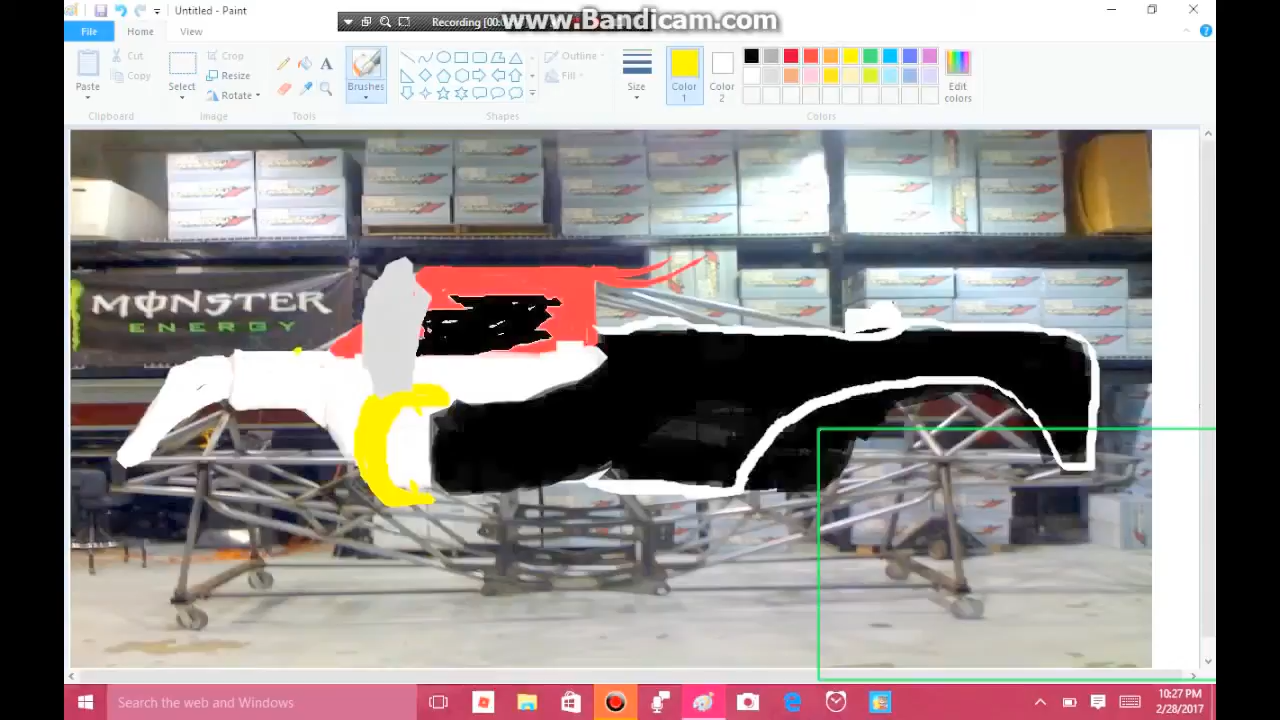 Untitled - Paint
Recording [00:
www.Bandicam.com
File
Home
View
Paste
Cut
Copy
Clipboard
Select
Crop
Resize
Rotate
Image
Tools
Brushes
Shapes
Outline
Fill
Size
Color
1
Color
2
Colors
Edit
colors
MONSTER
ENERGY
Search the web and Windows
10:27 PM
2/28/2017